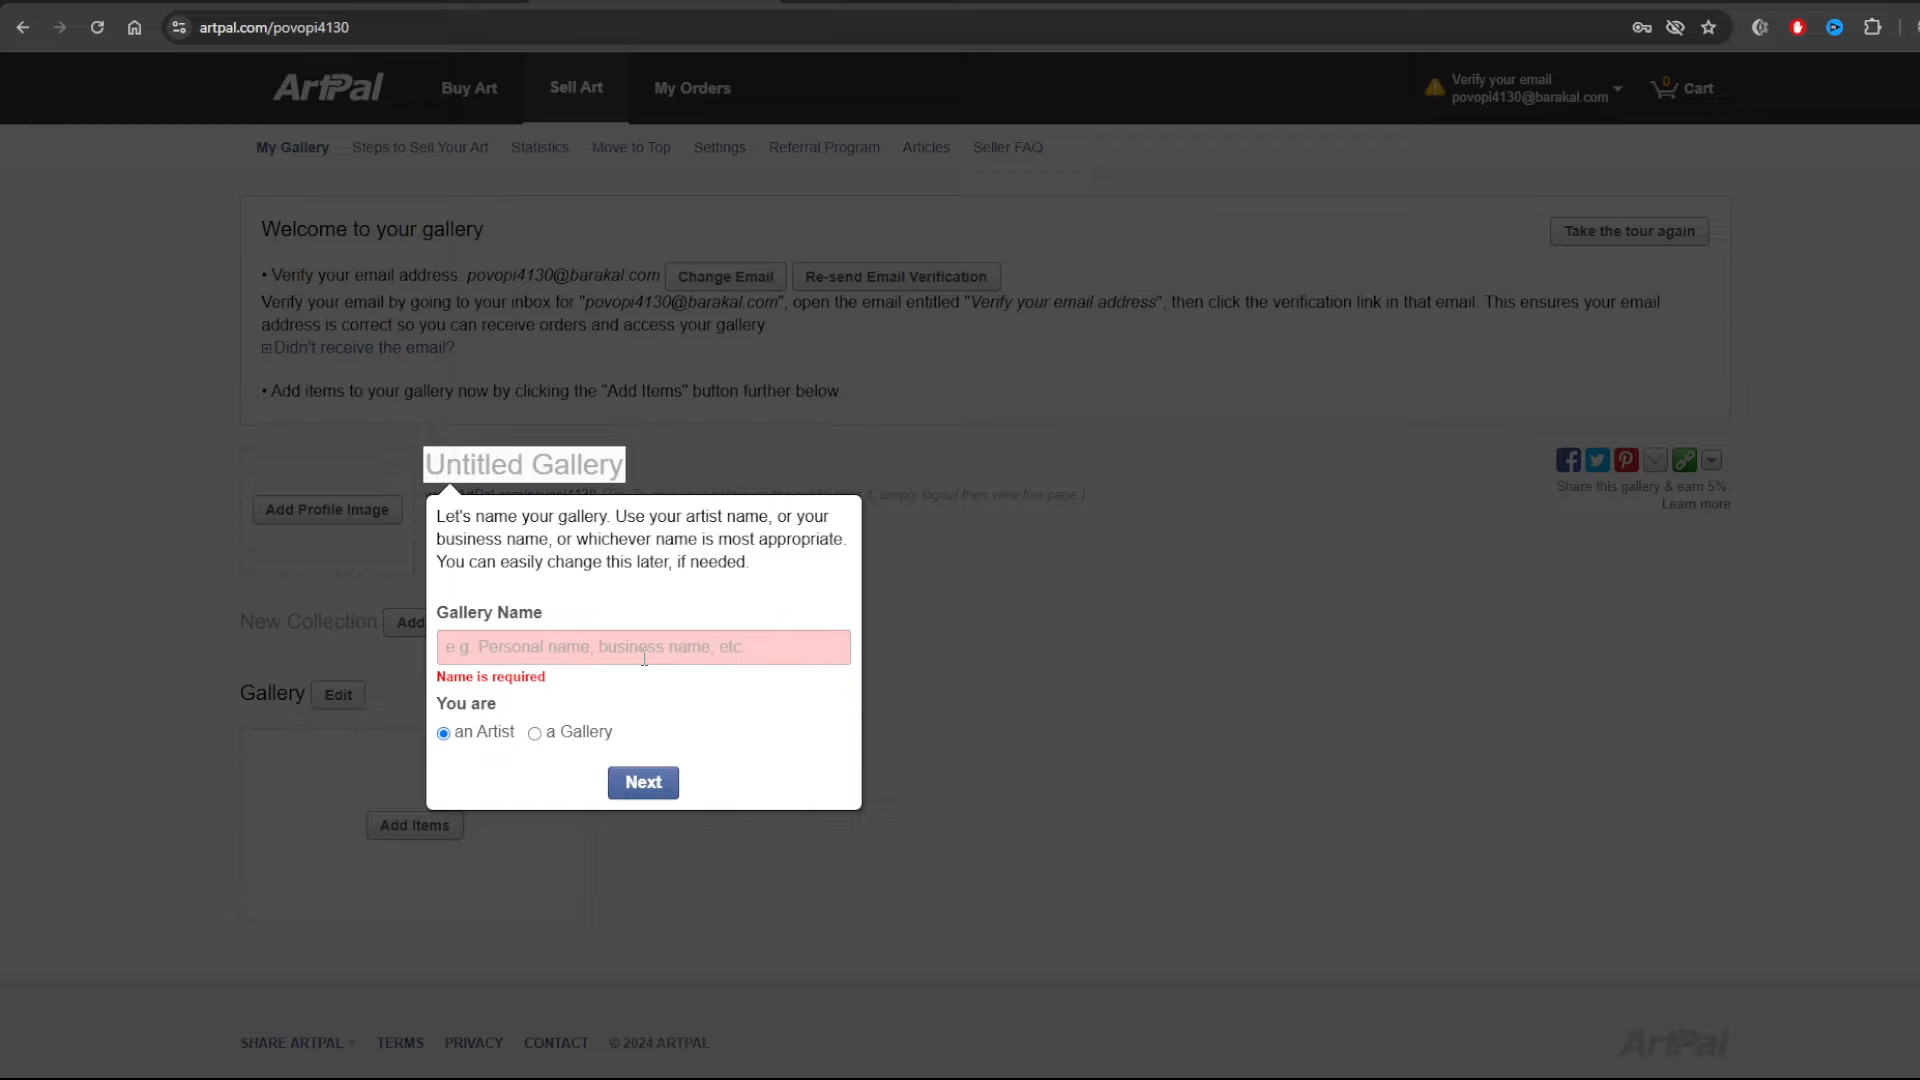 artpal.com/povopi4130
ArtPal
Buy Art
Sell Art
My Orders
Verify your email
povopi4130@barakal.com
0
Cart
My Gallery
Steps to Sell Your Art
Statistics
Move to Top
Settings
Referral Program
Articles
Seller FAQ
Welcome to your gallery
Take the tour again
• Verify your email address. povopi4130@barakal.com
Change Email
Re-send Email Verification
Verify your email by going to your inbox for "povopi4130@barakal.com", open the email entitled "Verify your email address", then click the verification link in that email. This ensures your email
address is correct so you can receive orders and access your gallery.
Didn't receive the email?
• Add items to your gallery now by clicking the "Add Items" button further below
Untitled Gallery
simply logout then view this page.)
Share this gallery & earn 5%.
Learn more
Add Profile Image
Let's name your gallery. Use your artist name, or your
business name, or whichever name is most appropriate.
You can easily change this later, if needed.
Gallery Name
e.g. Personal name, business name, etc.
Name is required
You are
an Artist
a Gallery
Next
New Collection
Add
Gallery
Edit
Add Items
SHARE ARTPAL
TERMS
PRIVACY
CONTACT
© 2024 ARTPAL
ArtPal